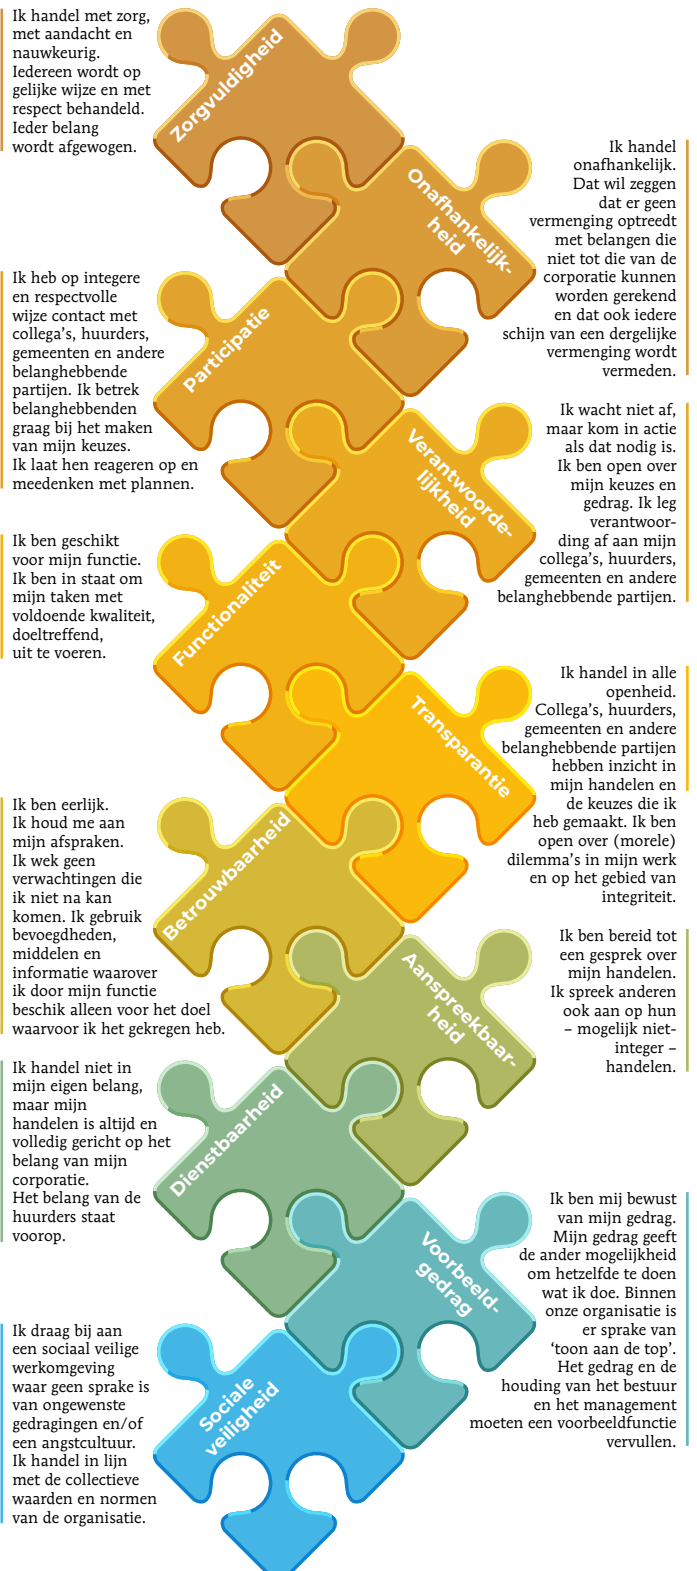 Ik handel met zorg,
met aandacht en
nauwkeurig.
Iedereen wordt op
gelijke wijze en met
respect behandeld.
Ieder belang
wordt afgewogen.
Zorgvuldigheid
Ik handel
onafhankelijk.
Dat wil zeggen
dat er geen
vermenging optreedt
met belangen die
niet tot die van de
corporatie kunnen
worden gerekend
en dat ook iedere
schijn van een dergelijke
vermenging wordt
vermeden.
Onafhankelijk-
heid
Ik heb op integere
en respectvolle
wijze contact met
collega's, huurders,
gemeenten en andere
belanghebbende
partijen. Ik betrek
belanghebbenden
graag bij het maken
van mijn keuzes.
Ik laat hen reageren op en
meedenken met plannen.
Participatie
Ik wacht niet af,
maar kom in actie
als dat nodig is.
Ik ben open over
mijn keuzes en
gedrag. Ik leg
verantwoor-
ding af aan mijn
collega's, huurders,
gemeenten en andere
belanghebbende partijen.
Verantwoorde-
lijkheid
Ik ben geschikt
voor mijn functie.
Ik ben in staat om
mijn taken met
voldoende kwaliteit,
doeltreffend,
uit te voeren.
Functionaliteit
Ik handel in alle
openheid.
Collega's, huurders,
gemeenten en andere
belanghebbende partijen
hebben inzicht in
mijn handelen en
de keuzes die ik
heb gemaakt. Ik ben
open over (morele)
dilemma's in mijn werk
en op het gebied van
integriteit.
Transparantie
Ik ben eerlijk.
Ik houd me aan
mijn afspraken.
Ik wek geen
verwachtingen die
ik niet na kan
komen. Ik gebruik
bevoegdheden,
middelen en
informatie waarover
ik door mijn functie
beschik alleen voor het doel
waarvoor ik het gekregen heb.
Betrouwbaarheid
Ik ben bereid tot
een gesprek over
mijn handelen.
Ik spreek anderen
ook aan op hun
– mogelijk niet-
integer –
handelen.
Aanspreekbaar-
heid
Ik handel niet in
mijn eigen belang,
maar mijn
handelen is altijd en
volledig gericht op het
belang van mijn
corporatie.
Het belang van de
huurders staat
voorop.
Dienstbaarheid
Ik ben mij bewust
van mijn gedrag.
Mijn gedrag geeft
de ander mogelijkheid
om hetzelfde te doen
wat ik doe. Binnen
onze organisatie is
er sprake van
'toon aan de top'.
Het gedrag en de
houding van het bestuur
en het management
moeten een voorbeeldfunctie
vervullen.
Voorbeeld-
gedrag
Ik draag bij aan
een sociaal veilige
werkomgeving
waar geen sprake is
van ongewenste
gedragingen en/of
een angstcultuur.
Ik handel in lijn
met de collectieve
waarden en normen
van de organisatie.
Sociale
veiligheid